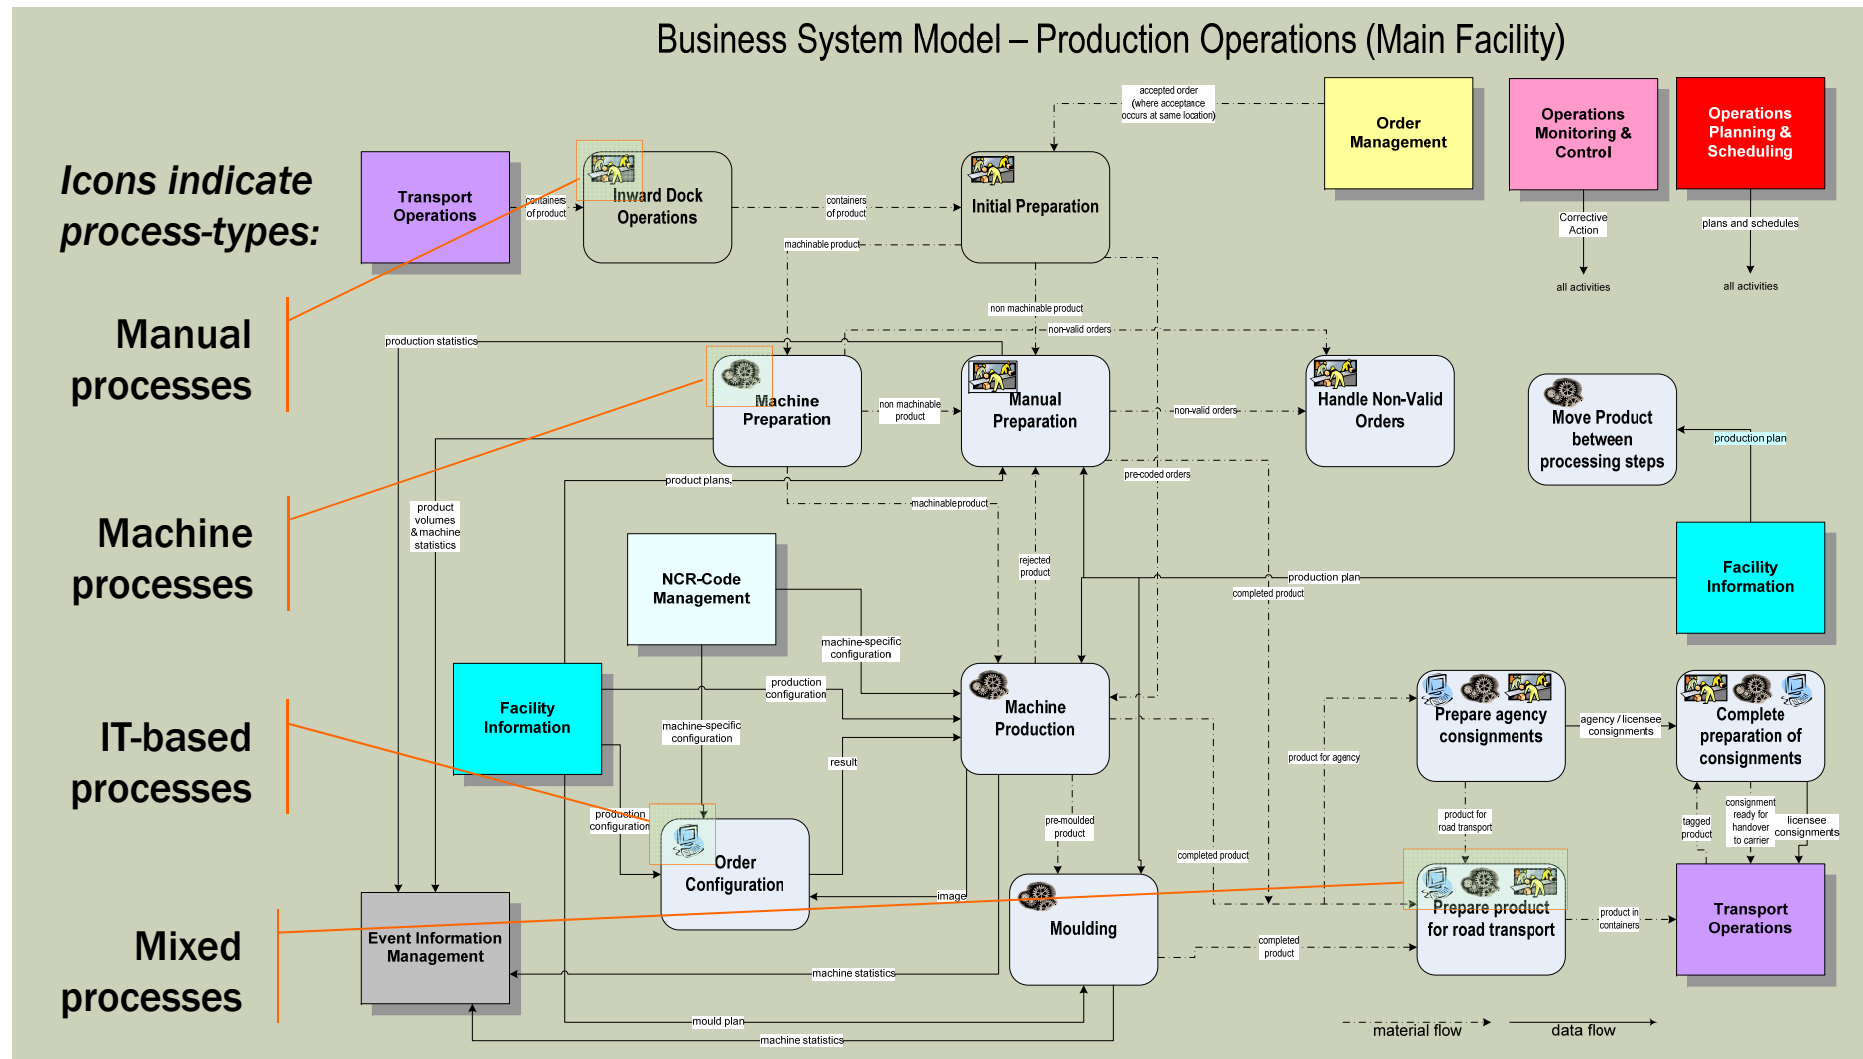 Business System Model – Production Operations (Main Facility)
Icons indicate
process-types:
Manual
processes
Machine
processes
IT-based
processes
Mixed
processes
Transport
Operations
containers
of product
Inward Dock
Operations
containers
of product
Initial Preparation
accepted order
(where acceptance
occurs at same location)
Order
Management
Operations
Monitoring &
Control
Operations
Planning &
Scheduling
Corrective
Action
plans and schedules
all activities
all activities
machinable product
non machinable product
non-valid orders
production statistics
Machine
Preparation
non machinable
product
Manual
Preparation
non-valid orders
Handle Non-Valid
Orders
Move Product
between
processing steps
production plan
product plans,
pre-coded orders
machinable product
product
volumes
& machine
statistics
NCR-Code
Management
rejected
product
production plan
completed product
Facility
Information
machine-specific
configuration
Facility
Information
production
configuration
machine-specific
configuration
result
Machine
Production
Prepare agency
consignments
agency / licensee
consignments
Complete
preparation of
consignments
product for agency
production
configuration
Order
Configuration
pre-moulded
product
product for
road transport
tagged
product
consignment
ready for
handover
to carrier
licensee
consignments
completed product
image
Moulding
Prepare product
for road transport
product in
containers
Transport
Operations
Event Information
Management
completed
product
machine statistics
mould plan
machine statistics
material flow
data flow